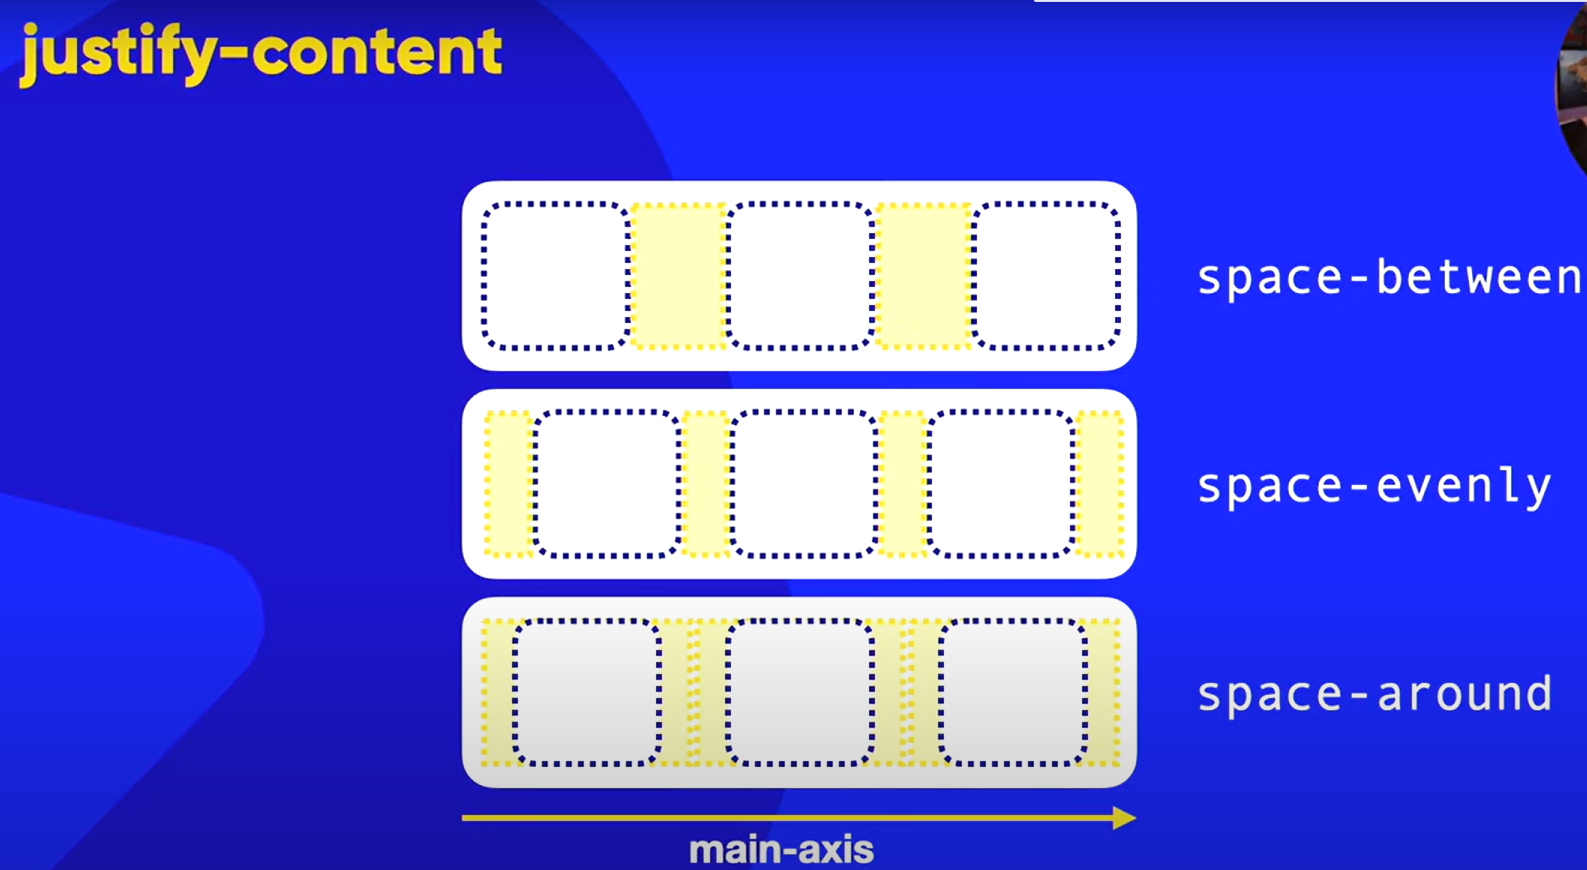 justify-content
space-between
space-evenly
space-around
main-axis